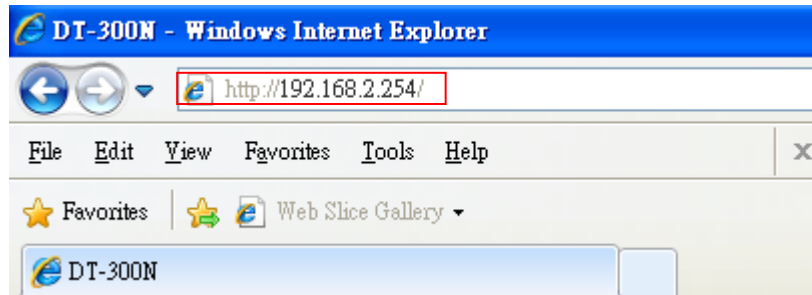 DT-300N - Windows Internet Explorer
http://192.168.2.254/
File Edit View Favorites Tools Help
Favorites Web Slice Gallery
DT-300N